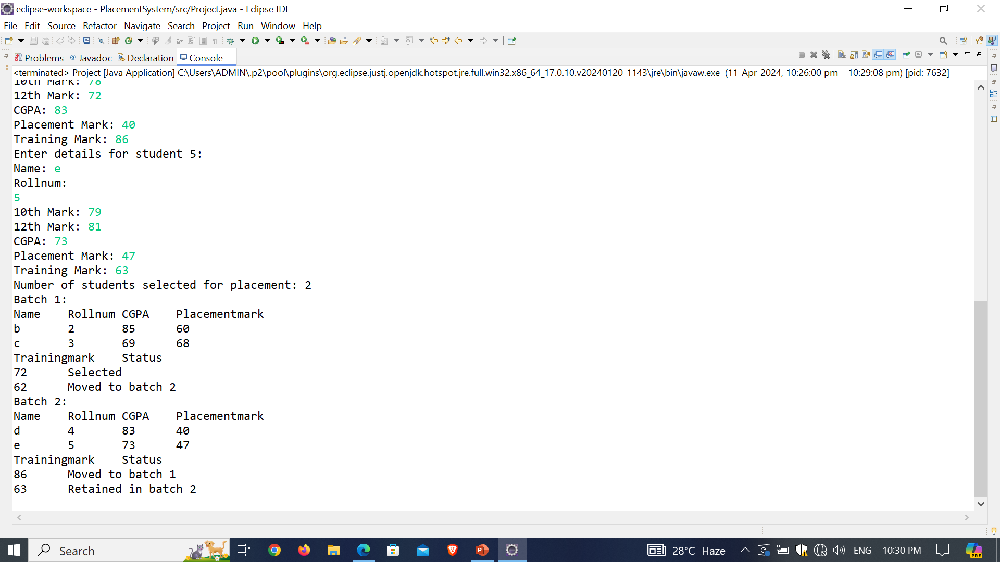 eclipse-workspace - PlacementSystem/src/Project.java - Eclipse IDE
File Edit Source Refactor Navigate Search Project Run Window Help
Problems @ Javadoc Declaration Console
<terminated> Project [Java Application] C:\Users\ADMIN\.p2\pool\plugins\org.eclipse.justj.openjdk.hotspot.jre.full.win32.x86_64_17.0.10.v20240120-1143\jre\bin\javaw.exe (11-Apr-2024, 10:26:00 pm – 10:29:08 pm) [pid: 7632]
10th Mark: 78
12th Mark: 72
CGPA: 83
Placement Mark: 40
Training Mark: 86
Enter details for student 5:
Name: e
Rollnum:
5
10th Mark: 79
12th Mark: 81
CGPA: 73
Placement Mark: 47
Training Mark: 63
Number of students selected for placement: 2
Batch 1:
Name Rollnum CGPA Placementmark
b 2 85 60
c 3 69 68
Trainingmark Status
72 Selected
62 Moved to batch 2
Batch 2:
Name Rollnum CGPA Placementmark
d 4 83 40
e 5 73 47
Trainingmark Status
86 Moved to batch 1
63 Retained in batch 2
Search 28°C Haze ENG 10:30 PM PRE